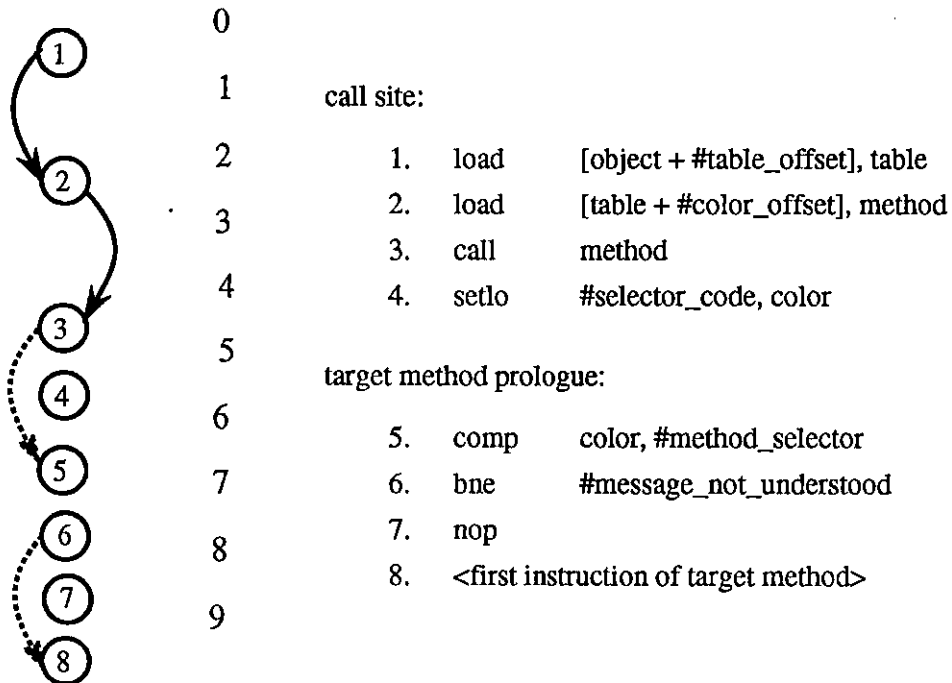 0
1
1
call site:
2
1. load [object + #table_offset], table
2
2. load [table + #color_offset], method
3
3. call method
4
4. setlo #selector_code, color
3
5
target method prologue:
4
6
5. comp color, #method_selector
5
7
6. bne #message_not_understood
6
8
7. nop
8. <first instruction of target method>
7
9
8